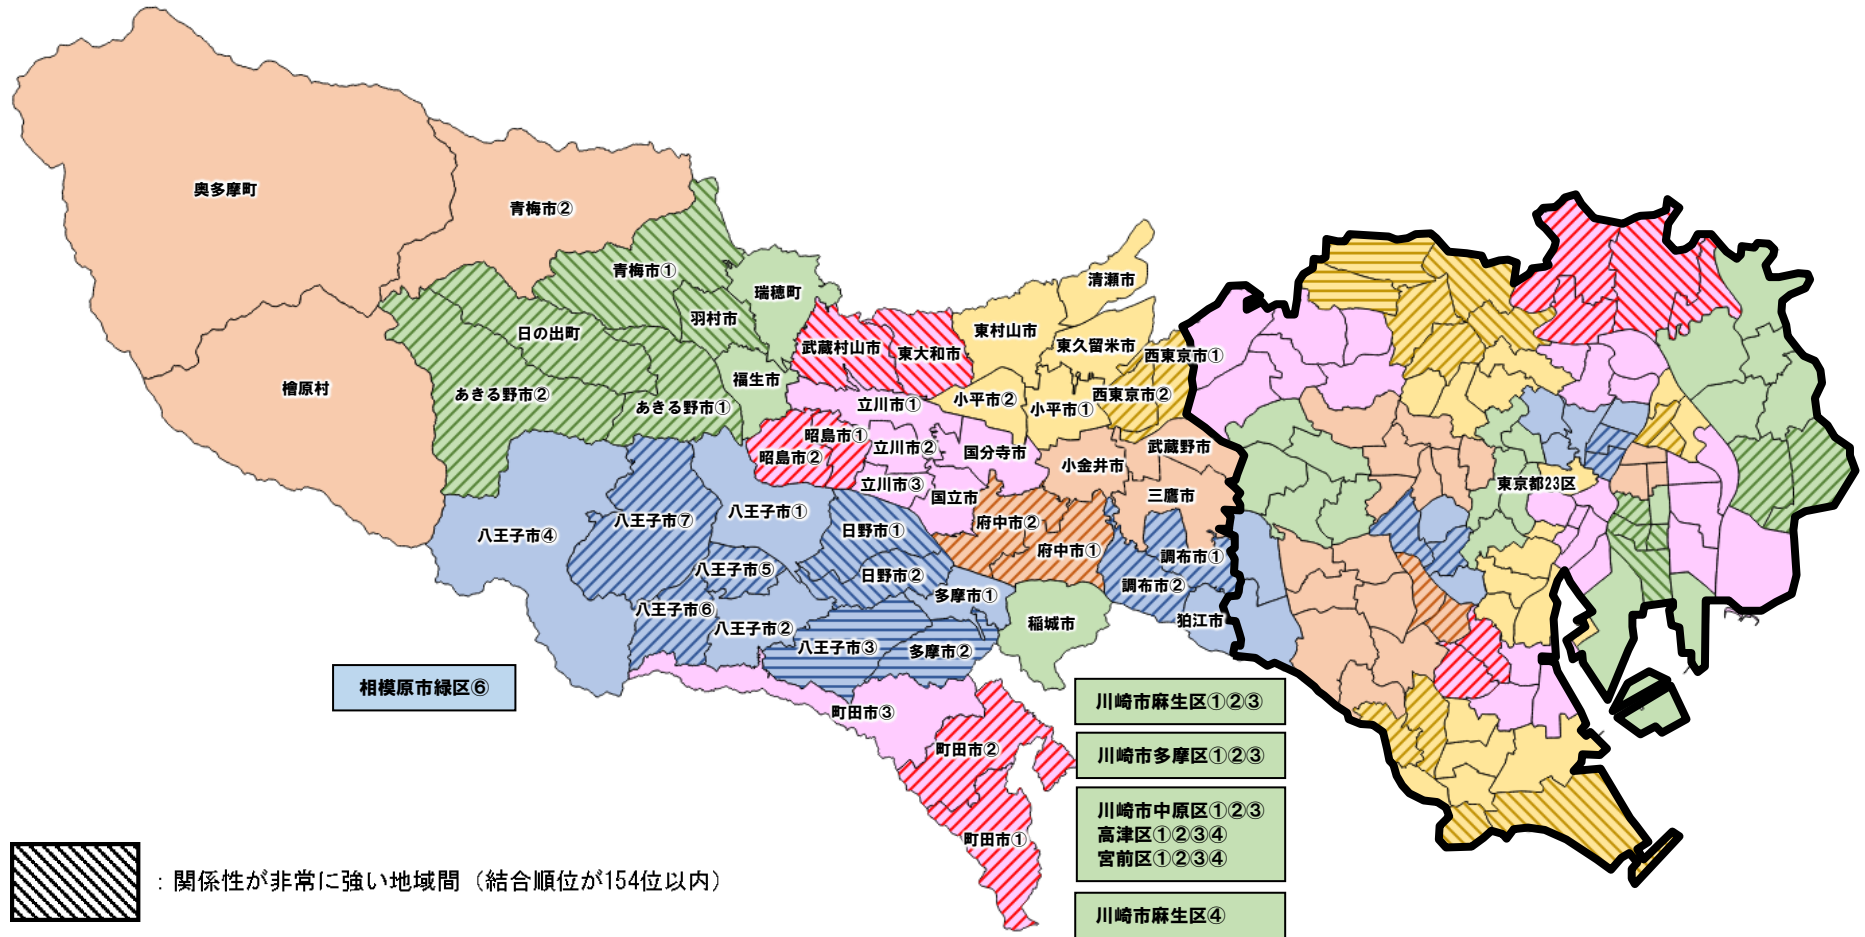 奥多摩町
青梅市②
青梅市①
瑞穂町
羽村市
日の出町
檜原村
あきる野市②
あきる野市①
福生市
武蔵村山市
東大和市
東村山市
清瀬市
東久留米市
西東京市①
西東京市②
小平市②
小平市①
立川市①
昭島市①
昭島市②
立川市②
立川市③
国分寺市
国立市
小金井市
武蔵野市
三鷹市
東京都23区
八王子市④
八王子市⑦
八王子市①
八王子市⑤
八王子市⑥
八王子市②
八王子市③
日野市①
日野市②
府中市②
府中市①
調布市①
調布市②
狛江市
多摩市①
多摩市②
稲城市
町田市③
町田市②
町田市①
相模原市緑区⑥
川崎市麻生区①②③
川崎市多摩区①②③
川崎市中原区①②③
高津区①②③④
宮前区①②③④
川崎市麻生区④
：関係性が非常に強い地域間（結合順位が154位以内）